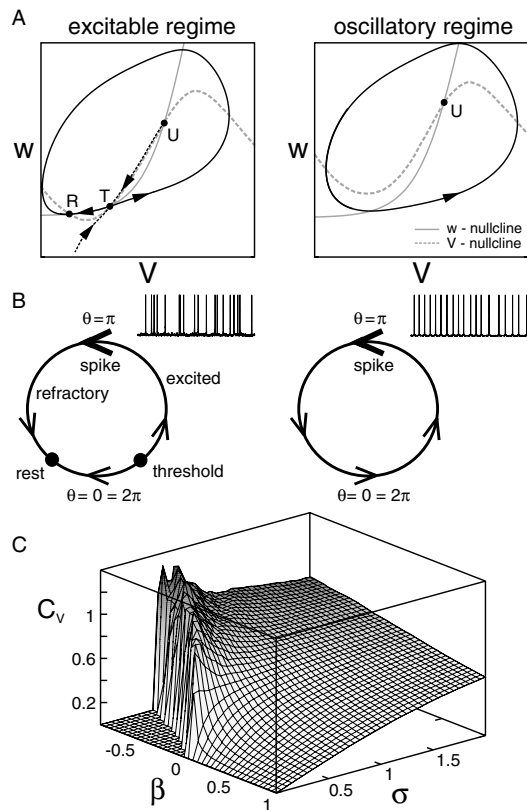 A
excitable regime
oscillatory regime
w
U
T
R
V
w
U
w - nullcline
V - nullcline
V
B
θ = π
spike
excited
refractory
rest
threshold
θ = 0 = 2π
θ = π
spike
θ = 0 = 2π
C
Cv
1
0.6
0.2
-0.5
0
0.5
1
β
0.5
1
1.5
σ